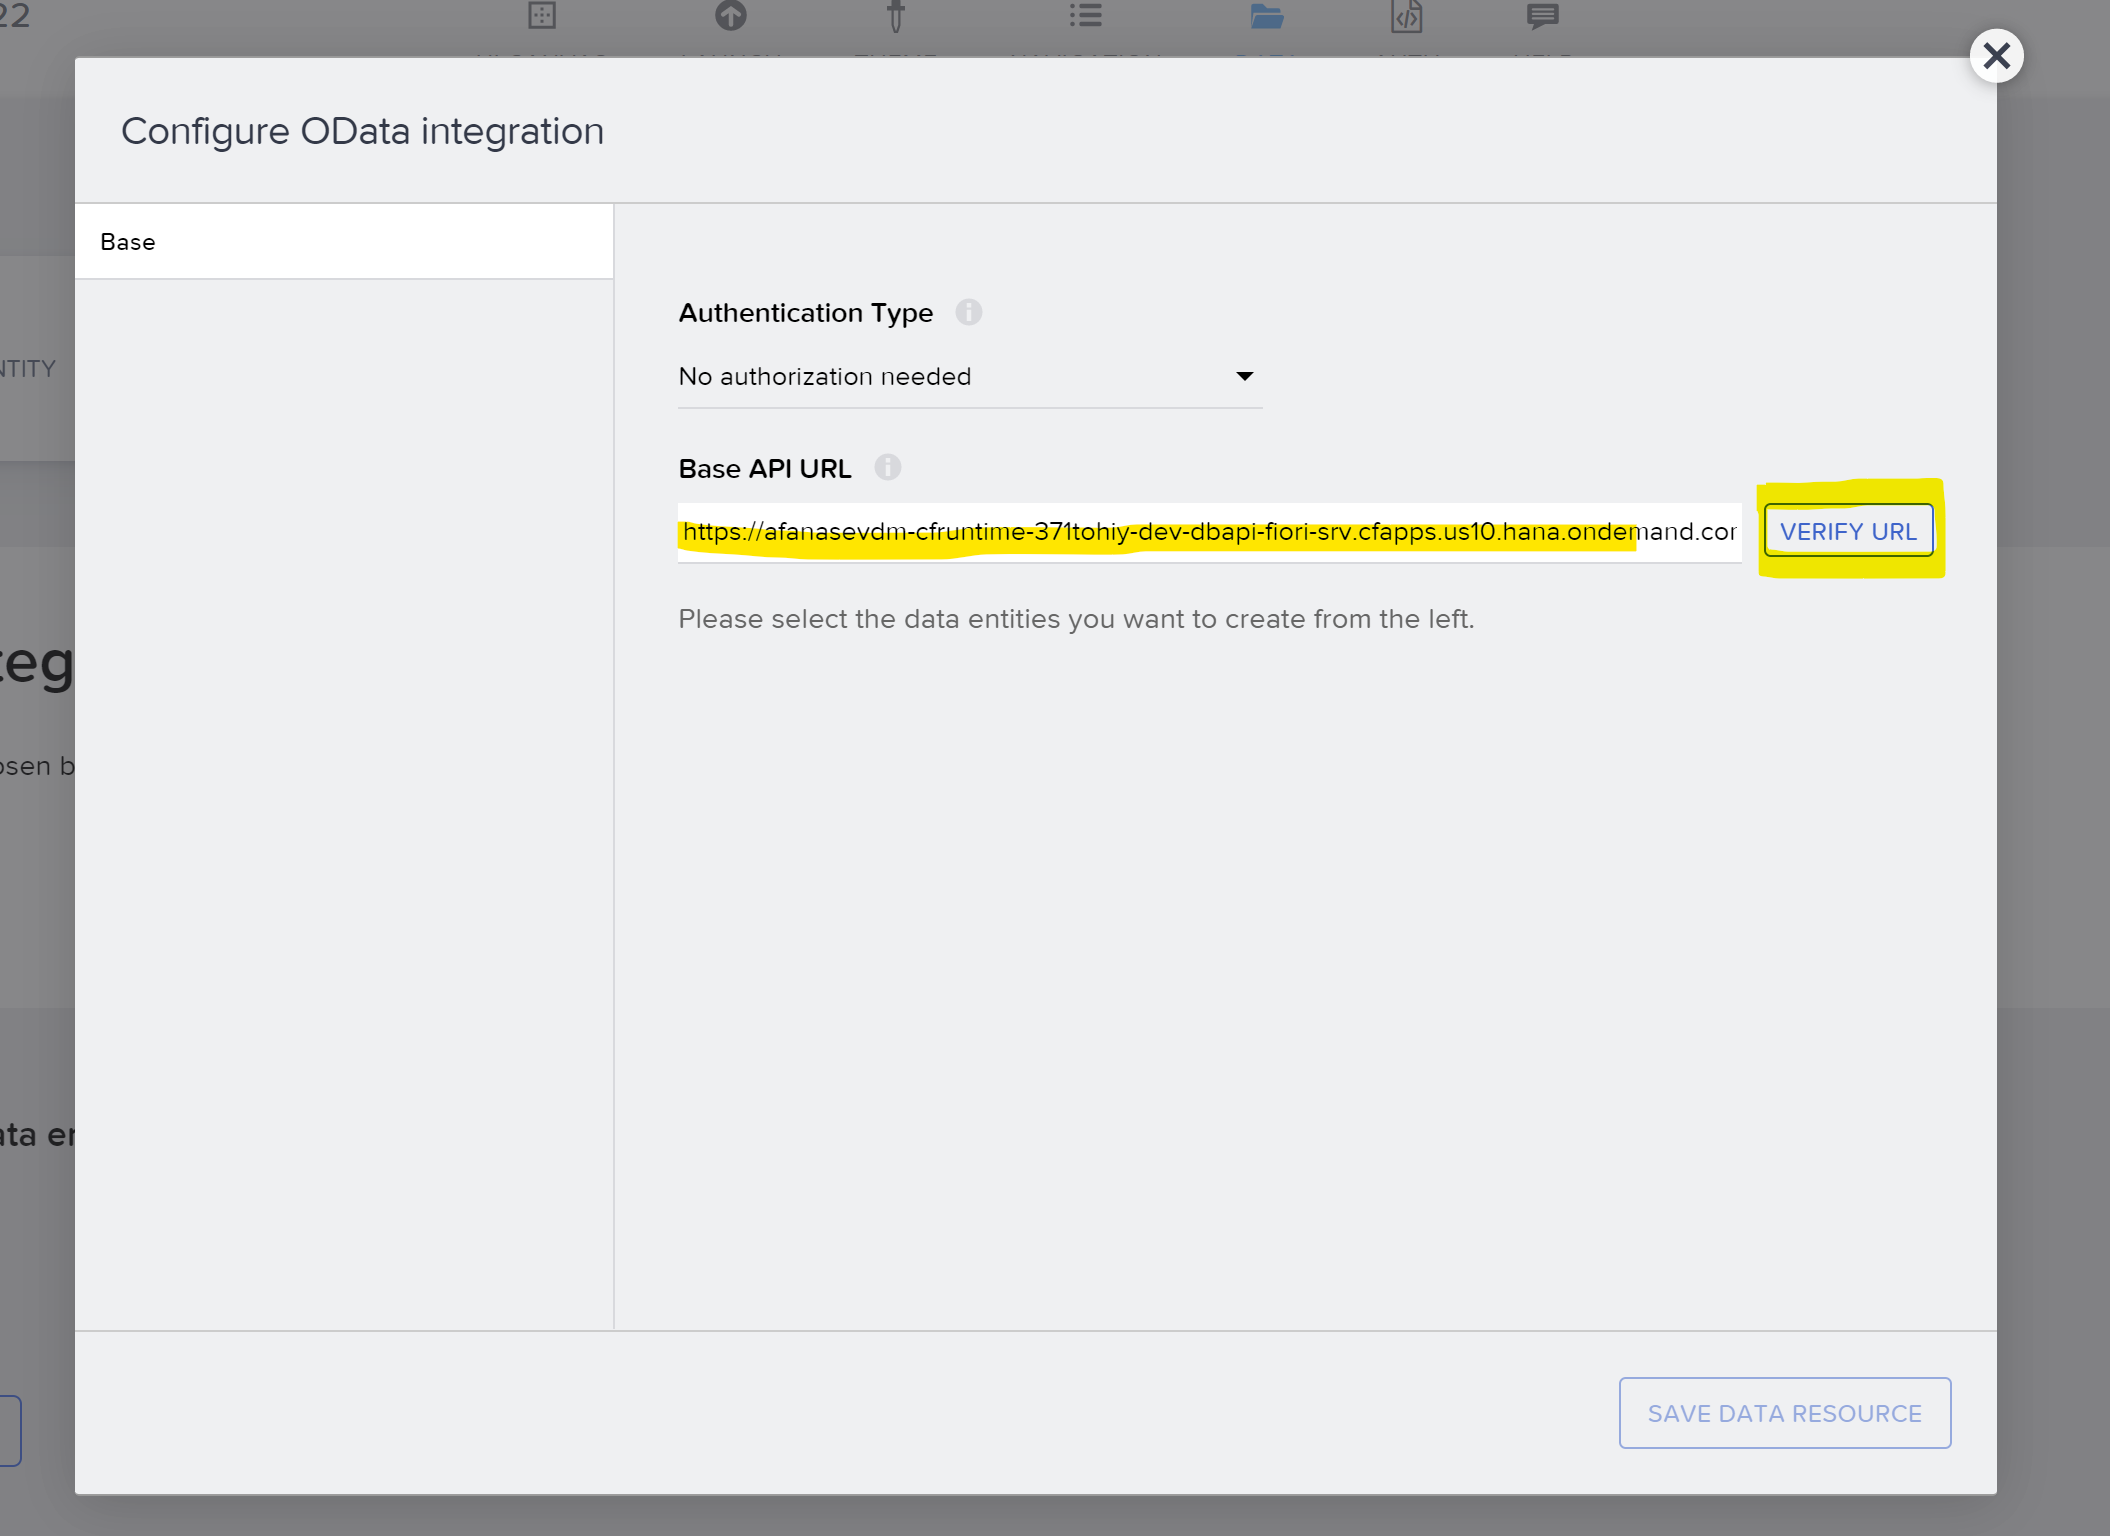 22
Configure OData integration
Base
Authentication Type
No authorization needed
Base API URL
https://afanasevdm-cfruntime-371tohiy-dev-dbapi-fiori-srv.cfapps.us10.hana.ondemand.cor
VERIFY URL
Please select the data entities you want to create from the left.
NTITY
teg
osen b
ata er
SAVE DATA RESOURCE